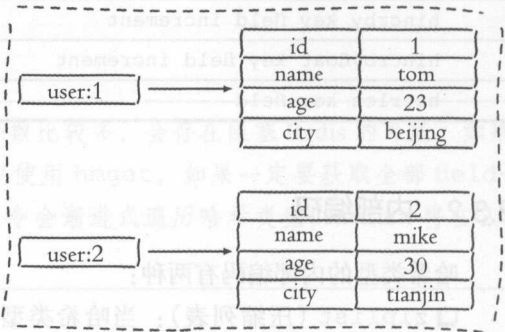 id 1
name tom
user:1
age 23
city beijing
id 2
name mike
user:2
age 30
city tianjin